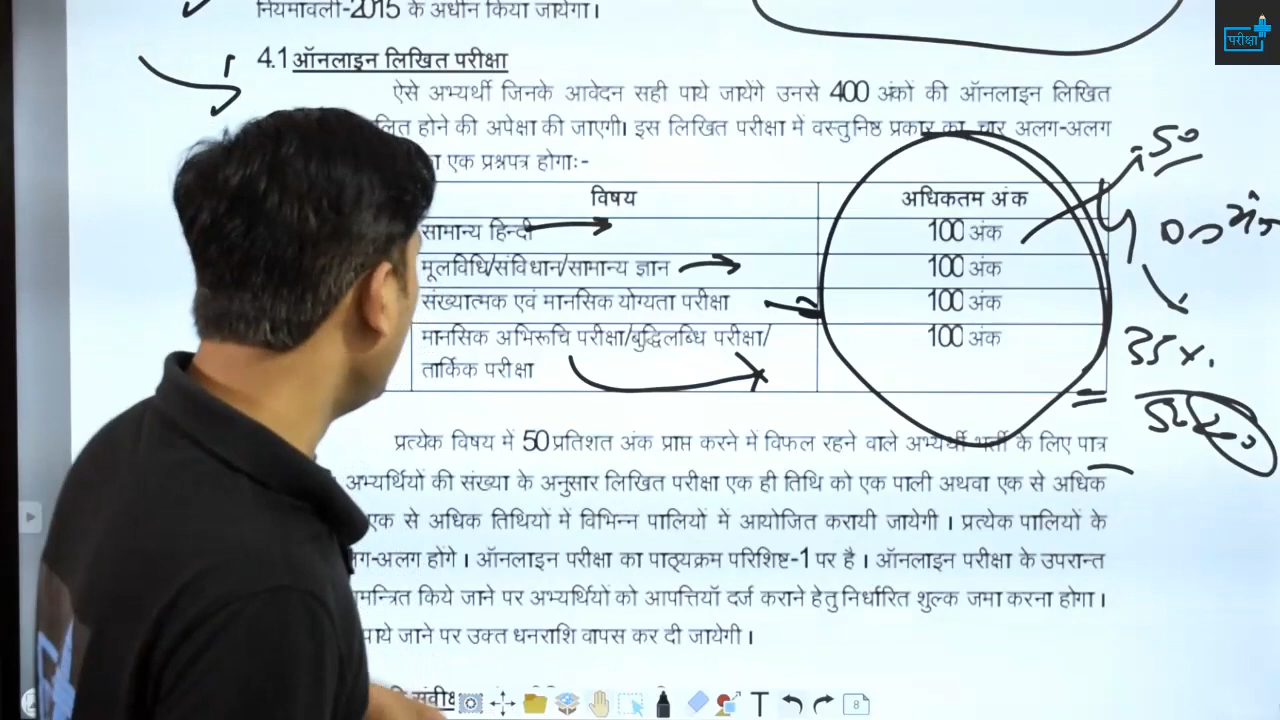 नियमावली-2015 के अधीन किया जायेगा।
परीक्षा
4.1 ऑनलाइन लिखित परीक्षा
ऐसे अभ्यर्थी जिनके आवेदन सही पाये जायेंगे उनसे 400 अंकों की ऑनलाइन लिखित
होने की अपेक्षा की जाएगी। इस लिखित परीक्षा में वस्तुनिष्ठ प्रकार का चार अलग-अलग
एक प्रश्नपत्र होगाः-
विषय अधिकतम अंक
सामान्य हिन्दी 100 अंक
मूलविधि/संविधान/सामान्य ज्ञान 100 अंक
संख्यात्मक एवं मानसिक योग्यता परीक्षा 100 अंक
मानसिक अभिरूचि परीक्षा/बुद्धिलब्धि परीक्षा/ 100 अंक
तार्किक परीक्षा
50
35
प्रत्येक विषय में 50 प्रतिशत अंक प्राप्त करने में विफल रहने वाले अभ्यर्थी भर्ती के लिए पात्र
अभ्यर्थियों की संख्या के अनुसार लिखित परीक्षा एक ही तिथि को एक पाली अथवा एक से अधिक
एक से अधिक तिथियों में विभिन्न पालियों में आयोजित करायी जायेगी । प्रत्येक पालियों के
होंगे । ऑनलाइन परीक्षा का पाठ्यक्रम परिशिष्ट-1 पर है । ऑनलाइन परीक्षा के उपरान्त
किये जाने पर अभ्यर्थियों को आपत्तियॉ दर्ज कराने हेतु निर्धारित शुल्क जमा करना होगा ।
पाये जाने पर उक्त धनराशि वापस कर दी जायेगी ।
T 8